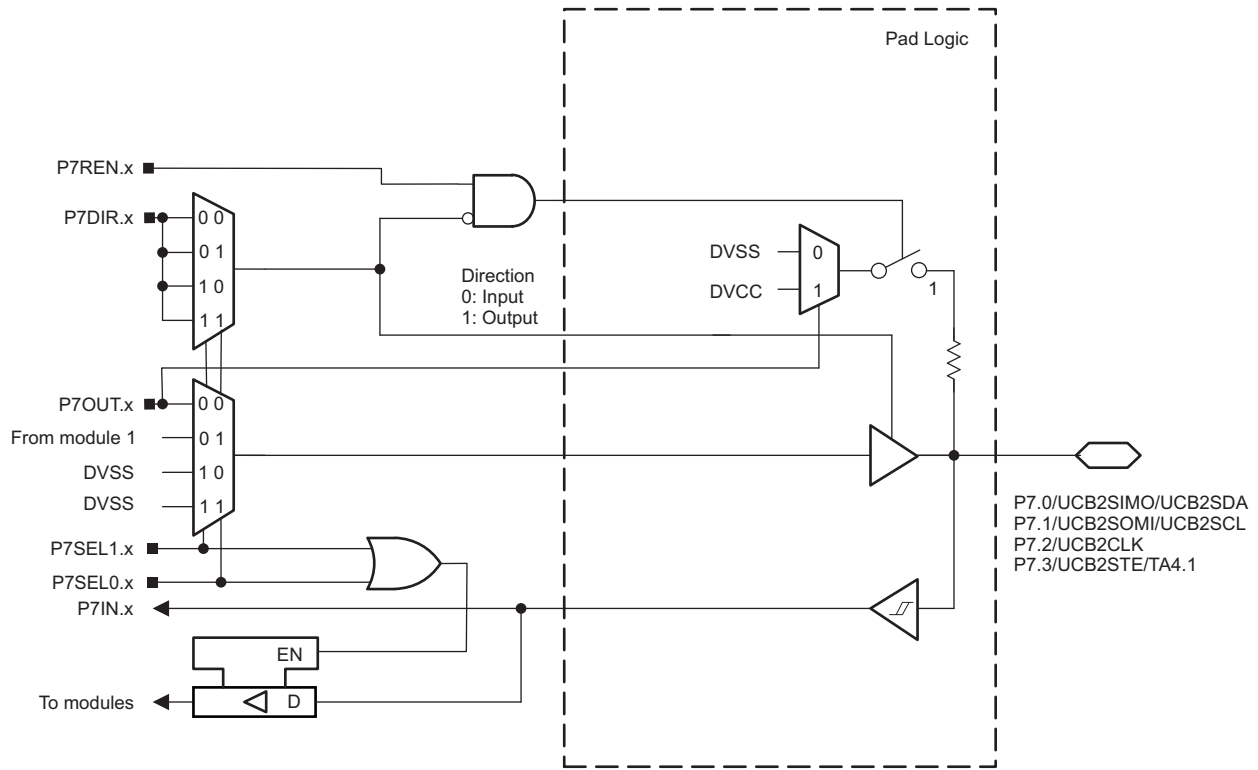 Pad Logic
P7REN.x
P7DIR.x
0 0
0 1
1 0
1 1
Direction
0: Input
1: Output
DVSS
0
DVCC
1
1
P7OUT.x
0 0
From module 1
0 1
DVSS
1 0
DVSS
1 1
P7SEL1.x
P7SEL0.x
P7IN.x
EN
To modules
D
P7.0/UCB2SIMO/UCB2SDA
P7.1/UCB2SOMI/UCB2SCL
P7.2/UCB2CLK
P7.3/UCB2STE/TA4.1